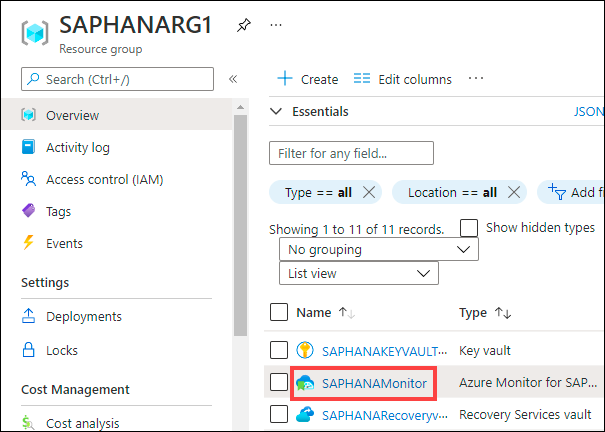 SAPHANARG1
...
Resource group
Search (Ctrl+/)
«
Overview
Activity log
Access control (IAM)
Tags
Events
Settings
Deployments
Locks
Cost Management
Cost analysis
+ Create
Edit columns
...
Essentials
JSON
Filter for any field...
Type == all
Location == all
Add fi
Showing 1 to 11 of 11 records.
Show hidden types
No grouping
List view
Name ↑↓
Type ↑↓
SAPHANAKEYVAULT...
Key vault
SAPHANAMonitor
Azure Monitor for SAP...
SAPHANARecoveryv...
Recovery Services vault